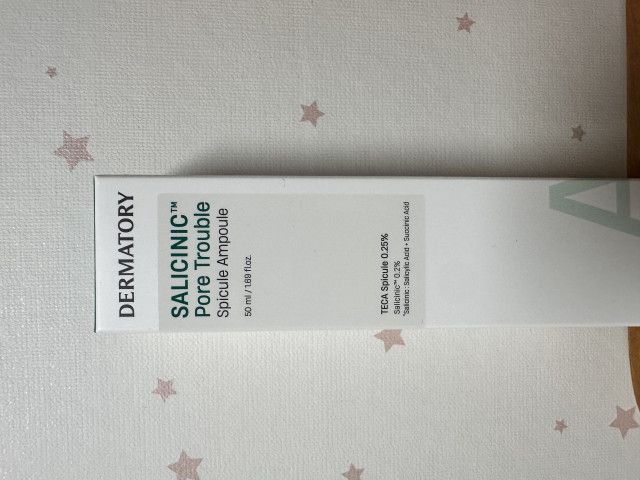 DERMATORY
SALICINIC™
Pore Trouble
Spicule Ampoule
50 ml / 1.69 fl.oz.
TECA Spicule 0.25%
Salicinic™ 0.2%
*Salicinic : Salicylic Acid + Succinic Acid
A